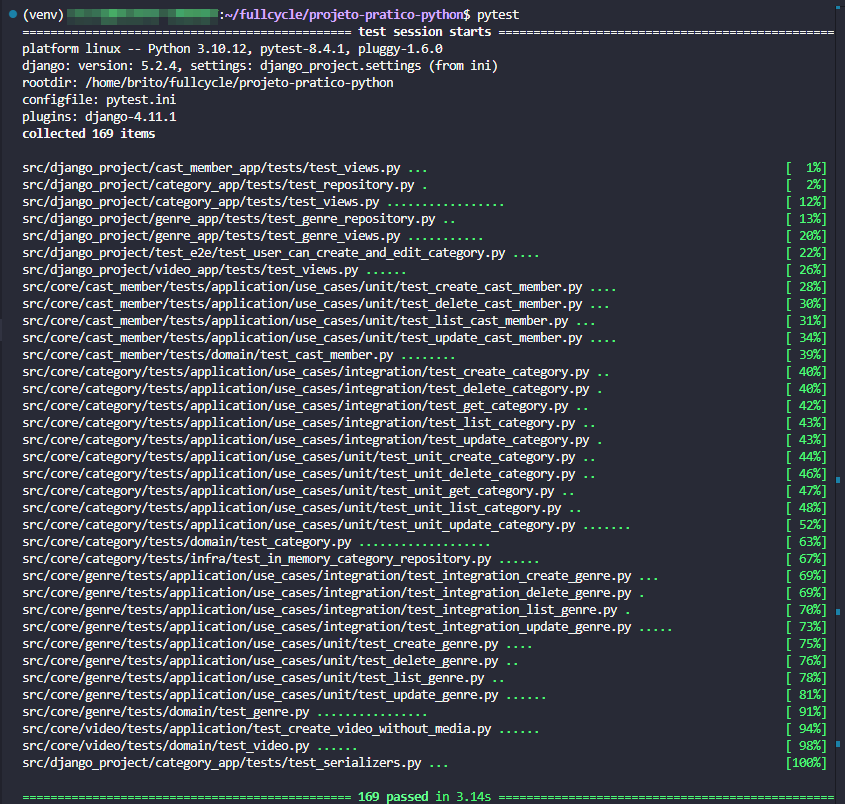 (venv) :~/fullcycle/projeto-pratico-python$ pytest
=============================================== test session starts ================================================
platform linux -- Python 3.10.12, pytest-8.4.1, pluggy-1.6.0
django: version: 5.2.4, settings: django_project.settings (from ini)
rootdir: /home/brito/fullcycle/projeto-pratico-python
configfile: pytest.ini
plugins: django-4.11.1
collected 169 items
src/django_project/cast_member_app/tests/test_views.py ... [  1%]
src/django_project/category_app/tests/test_repository.py . [  2%]
src/django_project/category_app/tests/test_views.py ................. [ 12%]
src/django_project/genre_app/tests/test_genre_repository.py .. [ 13%]
src/django_project/genre_app/tests/test_genre_views.py ........... [ 20%]
src/django_project/test_e2e/test_user_can_create_and_edit_category.py .... [ 22%]
src/django_project/video_app/tests/test_views.py ...... [ 26%]
src/core/cast_member/tests/application/use_cases/unit/test_create_cast_member.py .... [ 28%]
src/core/cast_member/tests/application/use_cases/unit/test_delete_cast_member.py ... [ 30%]
src/core/cast_member/tests/application/use_cases/unit/test_list_cast_member.py ... [ 31%]
src/core/cast_member/tests/application/use_cases/unit/test_update_cast_member.py .... [ 34%]
src/core/cast_member/tests/domain/test_cast_member.py ........ [ 39%]
src/core/category/tests/application/use_cases/integration/test_create_category.py .. [ 40%]
src/core/category/tests/application/use_cases/integration/test_delete_category.py . [ 40%]
src/core/category/tests/application/use_cases/integration/test_get_category.py .. [ 42%]
src/core/category/tests/application/use_cases/integration/test_list_category.py .. [ 43%]
src/core/category/tests/application/use_cases/integration/test_update_category.py . [ 43%]
src/core/category/tests/application/use_cases/unit/test_unit_create_category.py .. [ 44%]
src/core/category/tests/application/use_cases/unit/test_unit_delete_category.py .. [ 46%]
src/core/category/tests/application/use_cases/unit/test_unit_get_category.py .. [ 47%]
src/core/category/tests/application/use_cases/unit/test_unit_list_category.py .. [ 48%]
src/core/category/tests/application/use_cases/unit/test_unit_update_category.py ....... [ 52%]
src/core/category/tests/domain/test_category.py ................... [ 63%]
src/core/category/tests/infra/test_in_memory_category_repository.py ...... [ 67%]
src/core/genre/tests/application/use_cases/integration/test_integration_create_genre.py ... [ 69%]
src/core/genre/tests/application/use_cases/integration/test_integration_delete_genre.py . [ 69%]
src/core/genre/tests/application/use_cases/integration/test_integration_list_genre.py . [ 70%]
src/core/genre/tests/application/use_cases/integration/test_integration_update_genre.py ..... [ 73%]
src/core/genre/tests/application/use_cases/unit/test_create_genre.py .... [ 75%]
src/core/genre/tests/application/use_cases/unit/test_delete_genre.py .. [ 76%]
src/core/genre/tests/application/use_cases/unit/test_list_genre.py .. [ 78%]
src/core/genre/tests/application/use_cases/unit/test_update_genre.py ...... [ 81%]
src/core/genre/tests/domain/test_genre.py ................ [ 91%]
src/core/video/tests/application/test_create_video_without_media.py ...... [ 94%]
src/core/video/tests/domain/test_video.py ...... [ 98%]
src/django_project/category_app/tests/test_serializers.py ... [100%]
=============================================== 169 passed in 3.14s ================================================